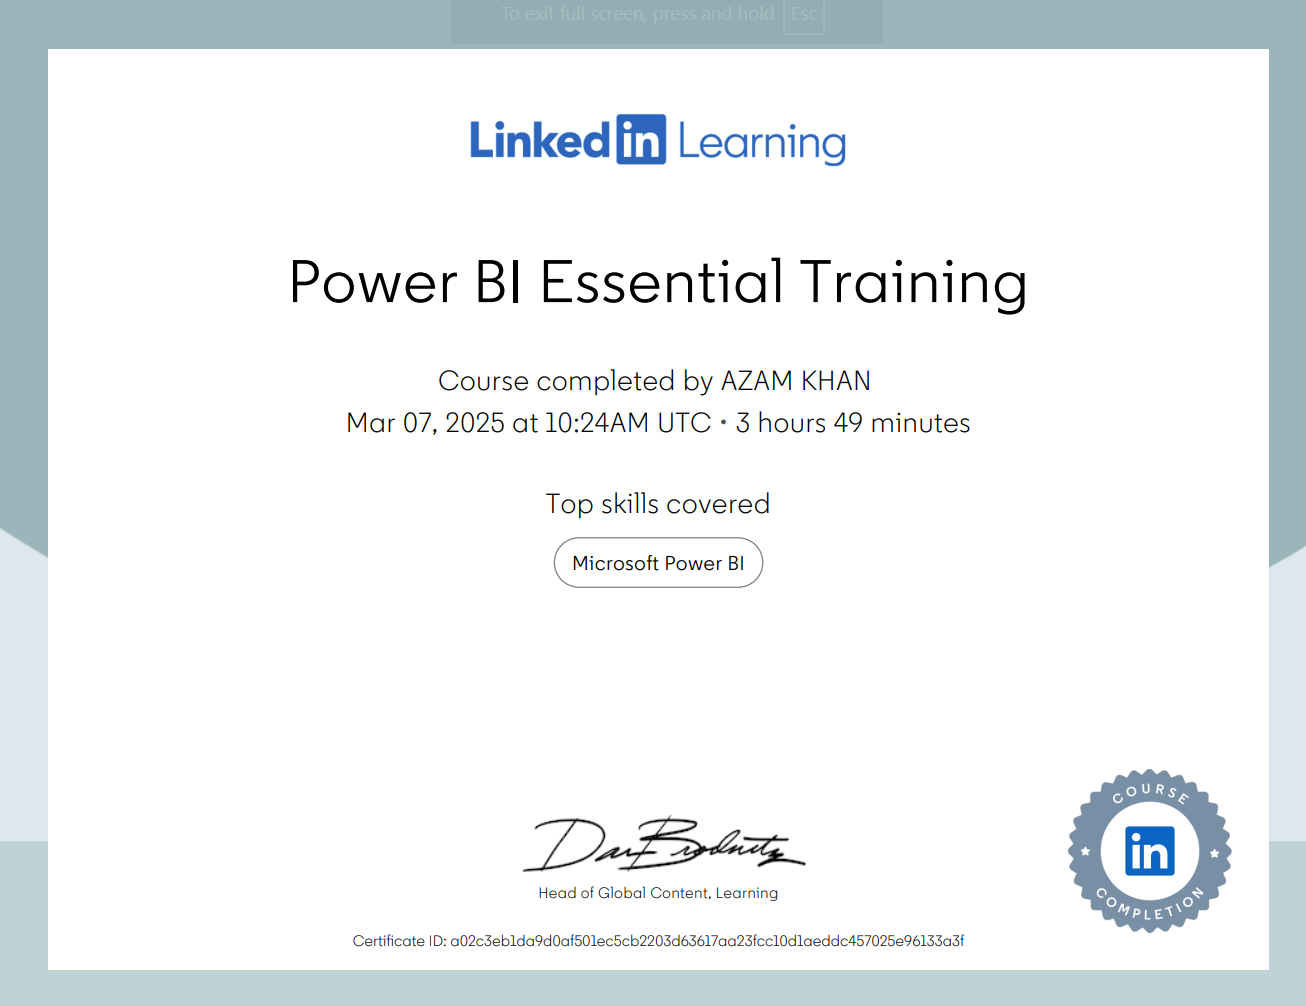 To exit full screen, press and hold Esc
Linked in Learning
Power BI Essential Training
Course completed by AZAM KHAN
Mar 07, 2025 at 10:24AM UTC • 3 hours 49 minutes
Top skills covered
Microsoft Power BI
Dan Brodnitz
Head of Global Content, Learning
COURSE
in
COMPLETION
Certificate ID: a02c3eb1da9d0af501ec5cb2203d63617aa23fcc10d1aeddc457025e96133a3f